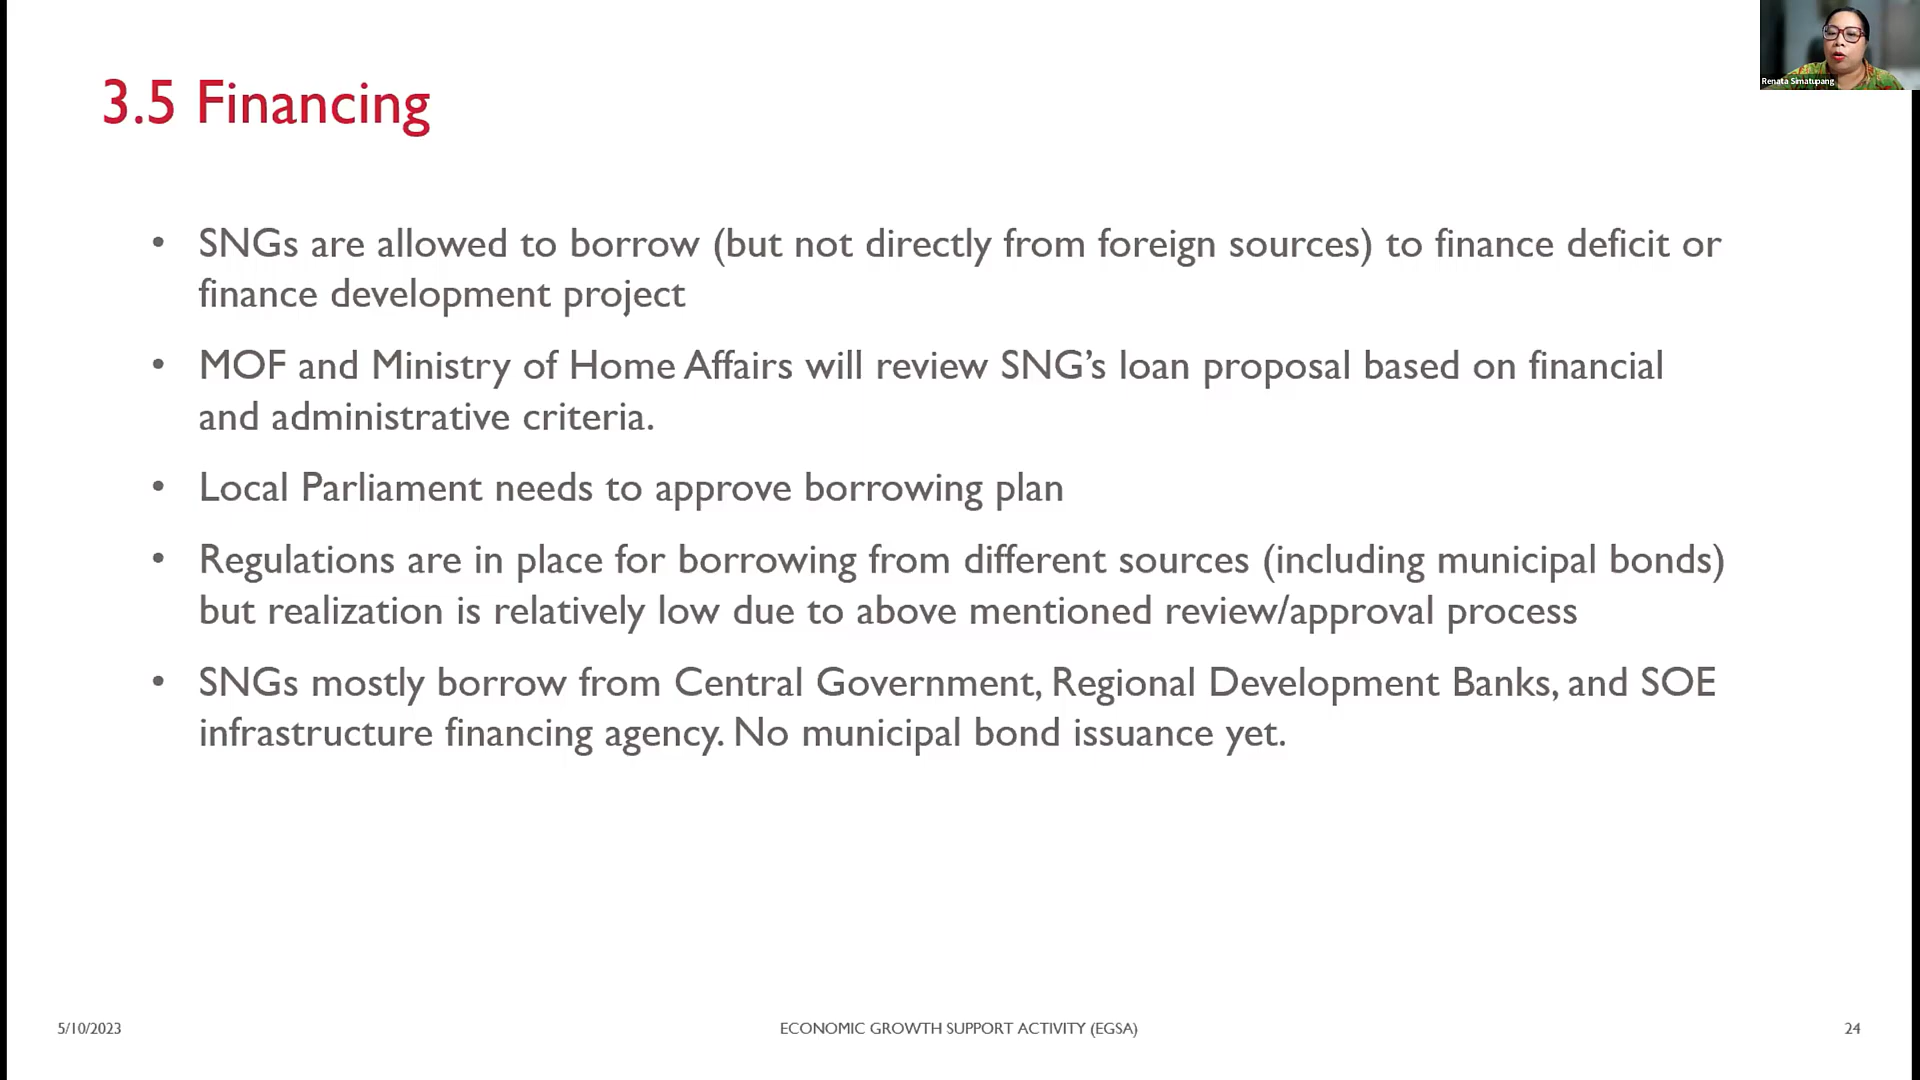 Renata Simatupang
3.5 Financing
• SNGs are allowed to borrow (but not directly from foreign sources) to finance deficit or
finance development project
• MOF and Ministry of Home Affairs will review SNG’s loan proposal based on financial
and administrative criteria.
• Local Parliament needs to approve borrowing plan
• Regulations are in place for borrowing from different sources (including municipal bonds)
but realization is relatively low due to above mentioned review/approval process
• SNGs mostly borrow from Central Government, Regional Development Banks, and SOE
infrastructure financing agency. No municipal bond issuance yet.
5/10/2023
ECONOMIC GROWTH SUPPORT ACTIVITY (EGSA)
24